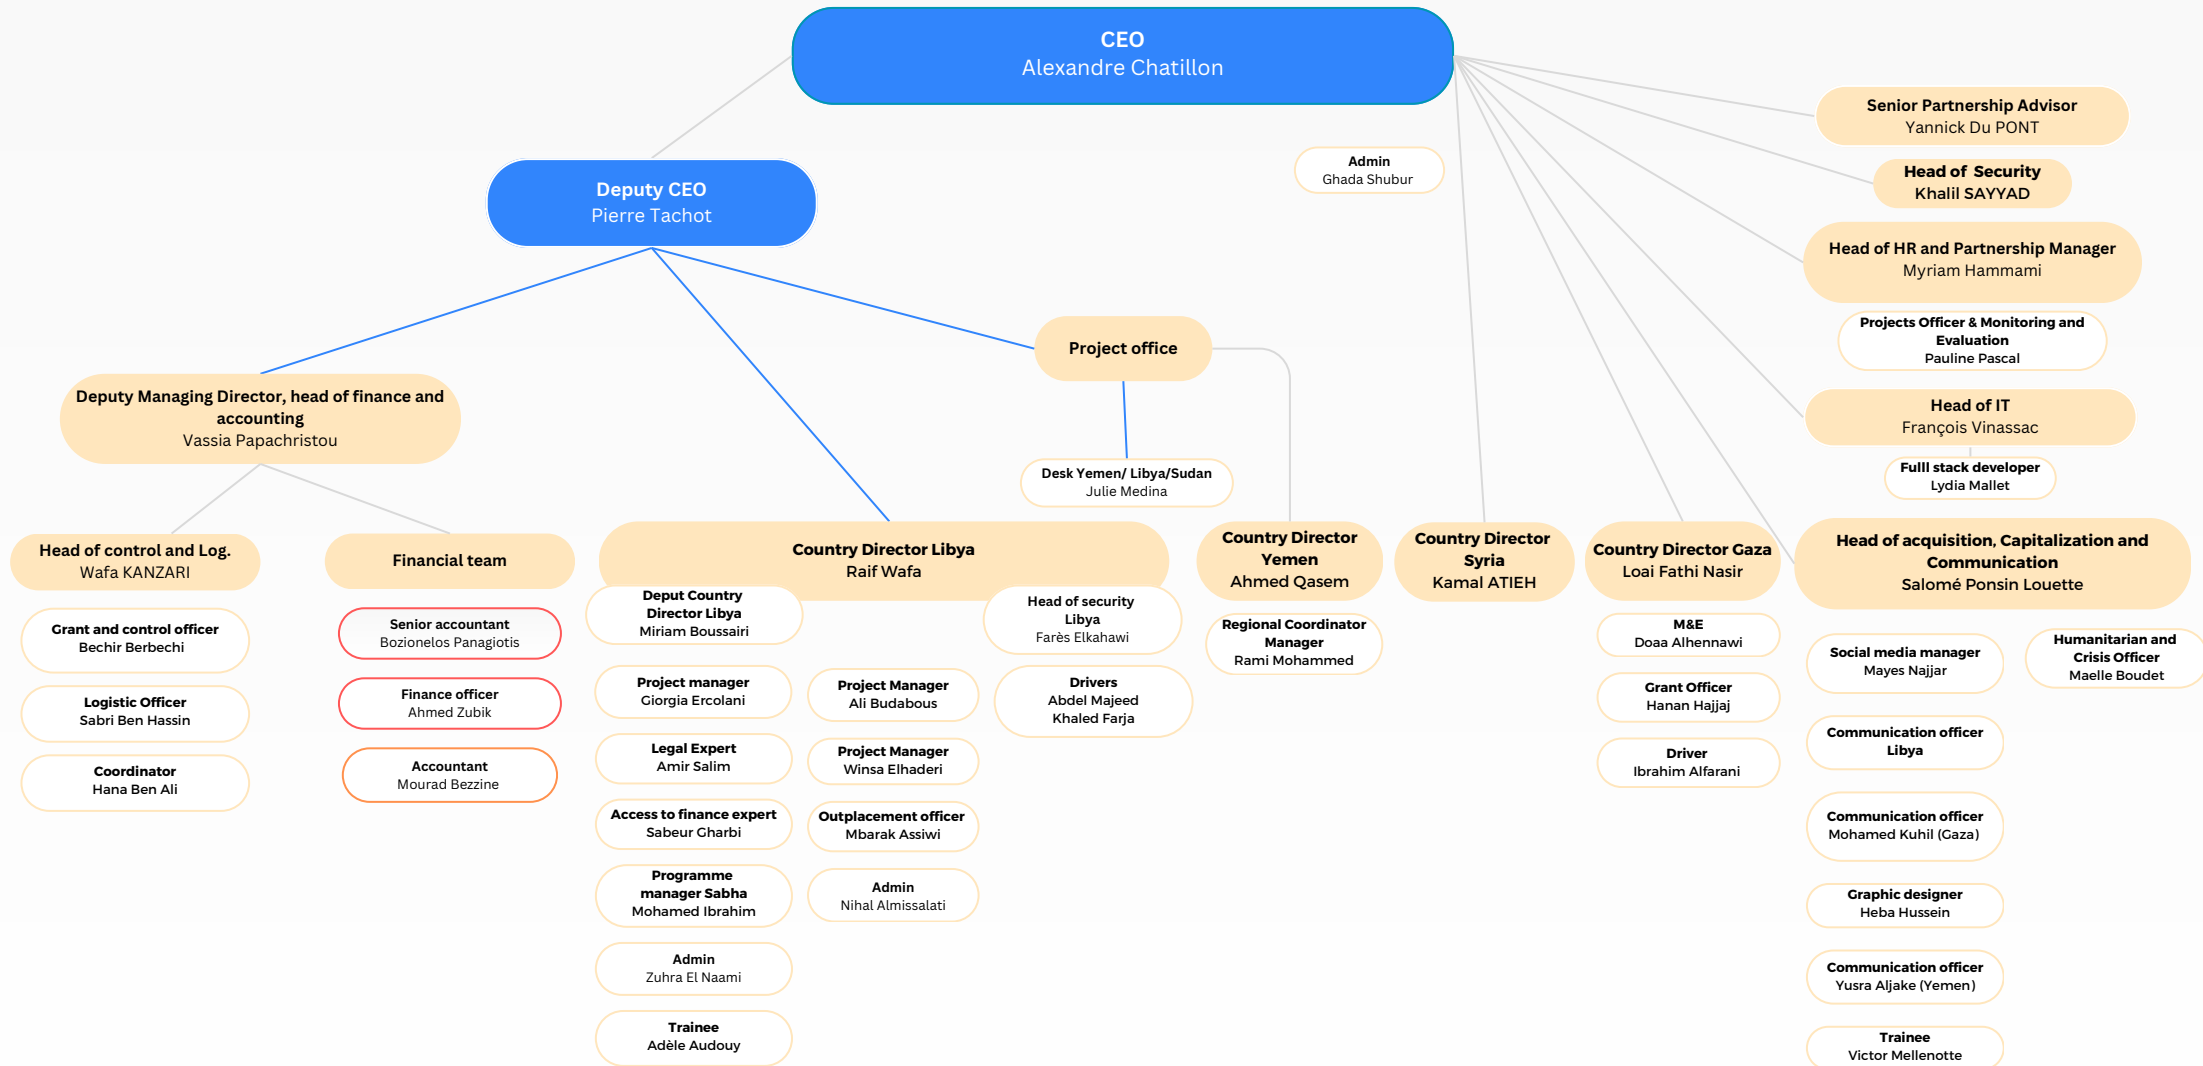 CEO
Alexandre Chatillon
Senior Partnership Advisor
Yannick Du PONT
Admin
Ghada Shubur
Head of  Security
Khalil SAYYAD
Deputy CEO
Pierre Tachot
Head of HR and Partnership Manager
Myriam Hammami
Projects Officer & Monitoring and
Evaluation
Pauline Pascal
Project office
Deputy Managing Director, head of finance and
accounting
Vassia Papachristou
Head of IT
François Vinassac
Fulll stack developer
Lydia Mallet
Desk Yemen/ Libya/Sudan
Julie Medina
Head of control and Log.
Wafa KANZARI
Financial team
Country Director Libya
Raif Wafa
Country Director
Yemen
Ahmed Qasem
Country Director
Syria
Kamal ATIEH
Country Director Gaza
Loai Fathi Nasir
Head of acquisition, Capitalization and
Communication
Salomé Ponsin Louette
Grant and control officer
Bechir Berbechi
Logistic Officer
Sabri Ben Hassin
Coordinator
Hana Ben Ali
Senior accountant
Bozionelos Panagiotis
Finance officer
Ahmed Zubik
Accountant
Mourad Bezzine
Deput Country
Director Libya
Miriam Boussairi
Project manager
Giorgia Ercolani
Legal Expert
Amir Salim
Access to finance expert
Sabeur Gharbi
Programme
manager Sabha
Mohamed Ibrahim
Admin
Zuhra El Naami
Trainee
Adèle Audouy
Project Manager
Ali Budabous
Project Manager
Winsa Elhaderi
Outplacement officer
Mbarak Assiwi
Admin
Nihal Almissalati
Head of security
Libya
Farès Elkahawi
Drivers
Abdel Majeed
Khaled Farja
Regional Coordinator
Manager
Rami Mohammed
M&E
Doaa Alhennawi
Grant Officer
Hanan Hajjaj
Driver
Ibrahim Alfarani
Social media manager
Mayes Najjar
Communication officer
Libya
Communication officer
Mohamed Kuhil (Gaza)
Graphic designer
Heba Hussein
Communication officer
Yusra Aljake (Yemen)
Trainee
Victor Mellenotte
Humanitarian and
Crisis Officer
Maelle Boudet